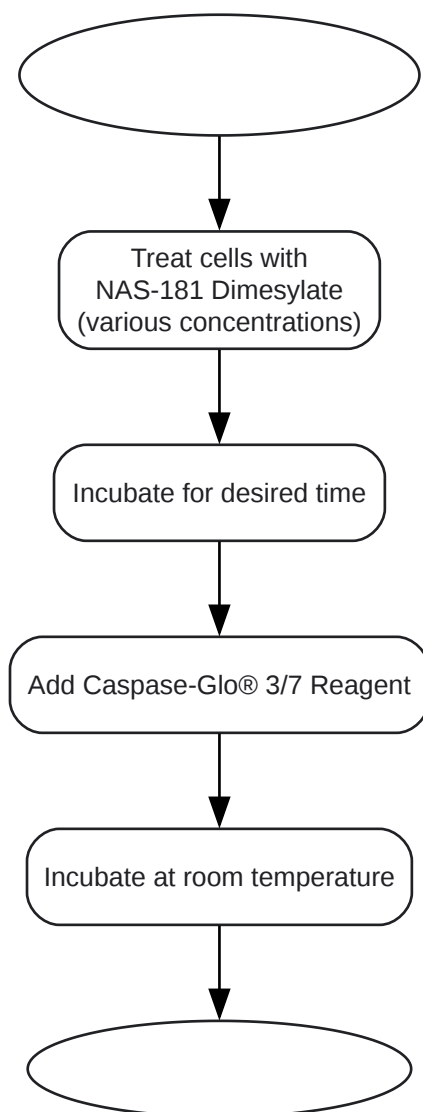 Treat cells with
NAS-181 Dimesylate
(various concentrations)
Incubate for desired time
Add Caspase-Glo® 3/7 Reagent
Incubate at room temperature